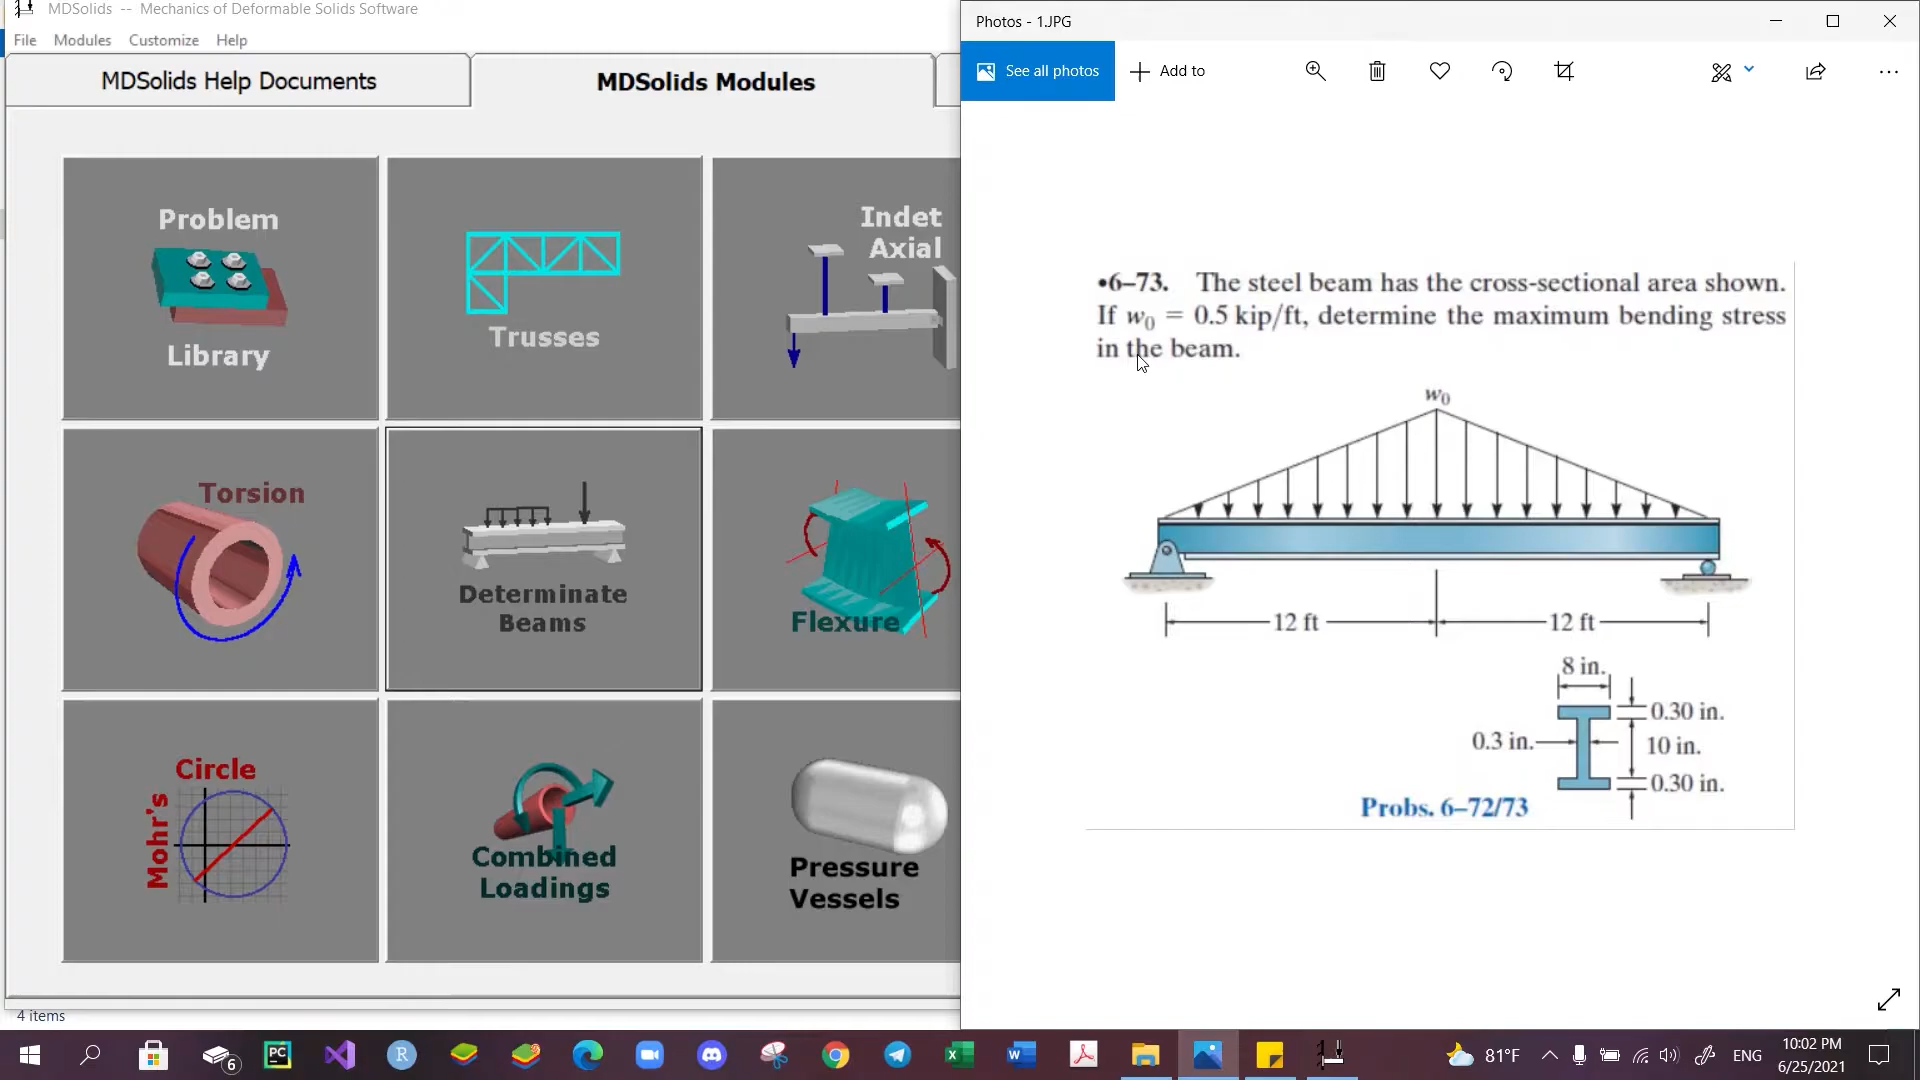 MDSolids -- Mechanics of Deformable Solids Software
File Modules Customize Help
MDSolids Help Documents
MDSolids Modules
Problem
Library
Trusses
Indet
Axial
Torsion
Determinate
Beams
Flexure
Circle
Mohr's
Combined
Loadings
Pressure
Vessels
4 items
Photos - 1.JPG
See all photos
Add to
•6–73. The steel beam has the cross-sectional area shown.
If w0 = 0.5 kip/ft, determine the maximum bending stress
in the beam.
w0
12 ft
12 ft
8 in.
0.30 in.
0.3 in.
10 in.
0.30 in.
Probs. 6–72/73
6
PC
R
81°F
ENG
10:02 PM
6/25/2021